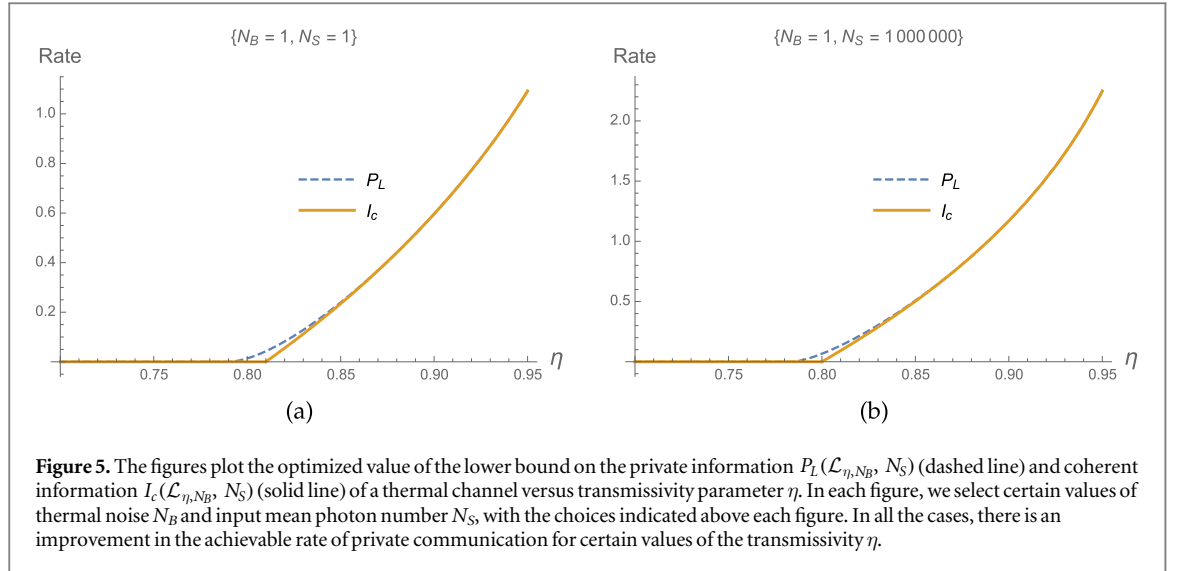 {N_B = 1, N_S = 1}
Rate
1.0
0.8
0.6
0.4
0.2
0.75
0.80
0.85
0.90
0.95
η
P_L
I_c
(a)
{N_B = 1, N_S = 1 000 000}
Rate
2.0
1.5
1.0
0.5
0.75
0.80
0.85
0.90
0.95
η
P_L
I_c
(b)
Figure 5. The figures plot the optimized value of the lower bound on the private information P_L(ℒ_{η,N_B}, N_S) (dashed line) and coherent
information I_c(ℒ_{η,N_B}, N_S) (solid line) of a thermal channel versus transmissivity parameter η. In each figure, we select certain values of
thermal noise N_B and input mean photon number N_S, with the choices indicated above each figure. In all the cases, there is an
improvement in the achievable rate of private communication for certain values of the transmissivity η.